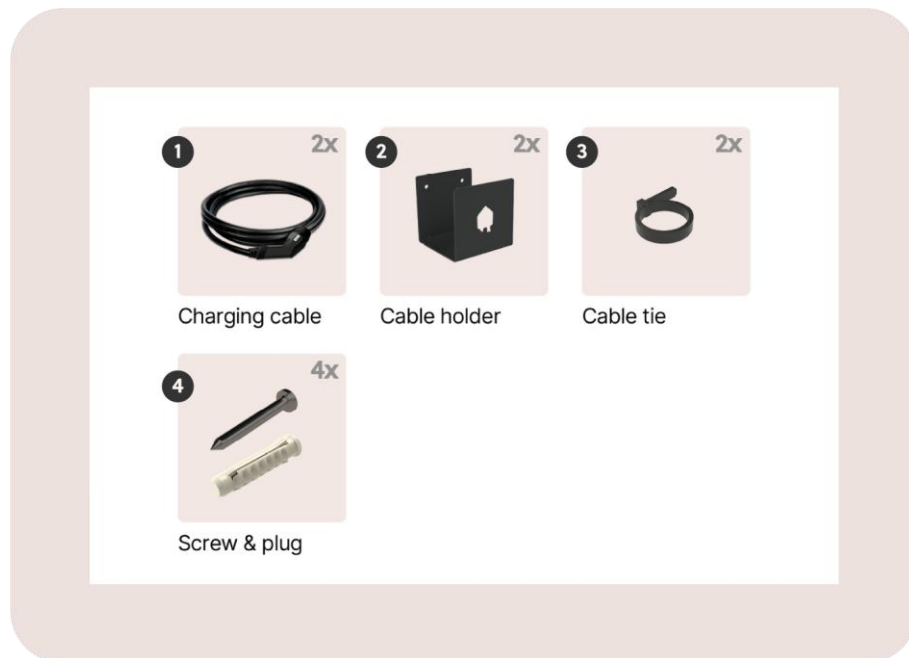 1 2x 2 2x 3 2x
Charging cable Cable holder Cable tie
4 4x
Screw & plug